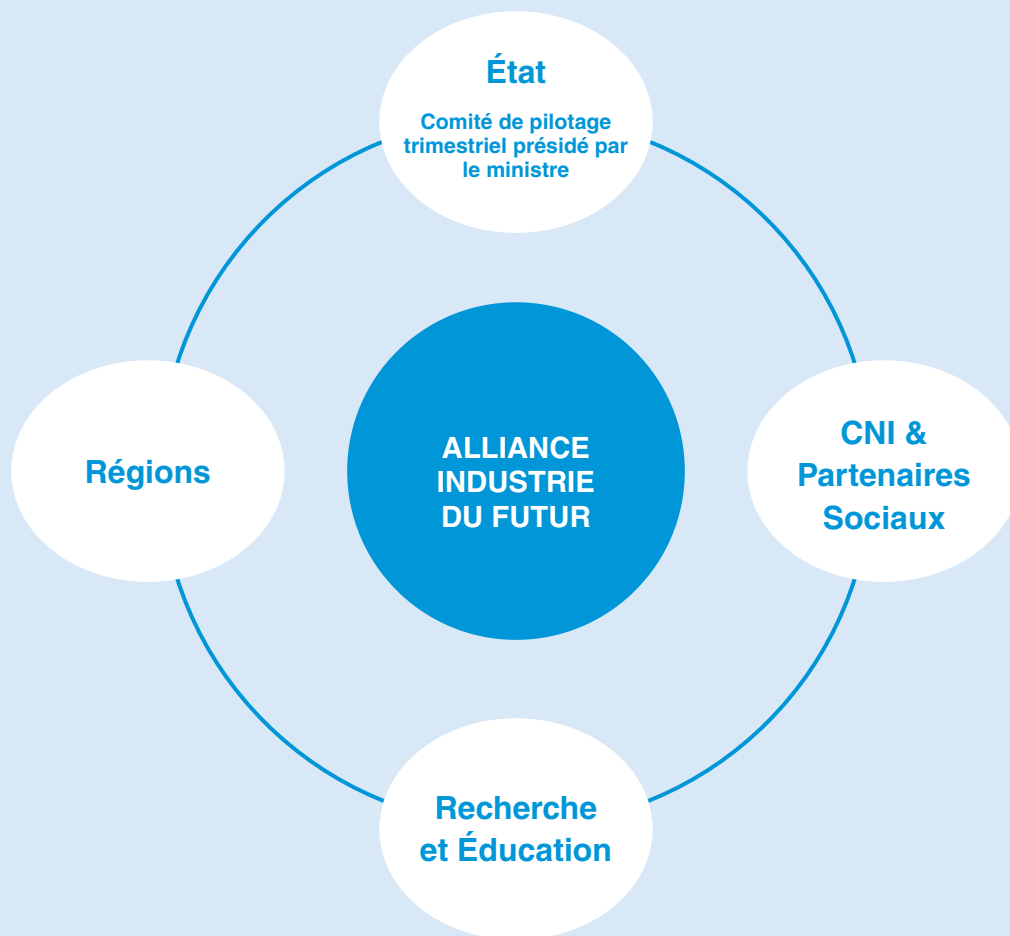 État
Comité de pilotage
trimestriel présidé par
le ministre
Régions
ALLIANCE
INDUSTRIE
DU FUTUR
CNI &
Partenaires
Sociaux
Recherche
et Éducation